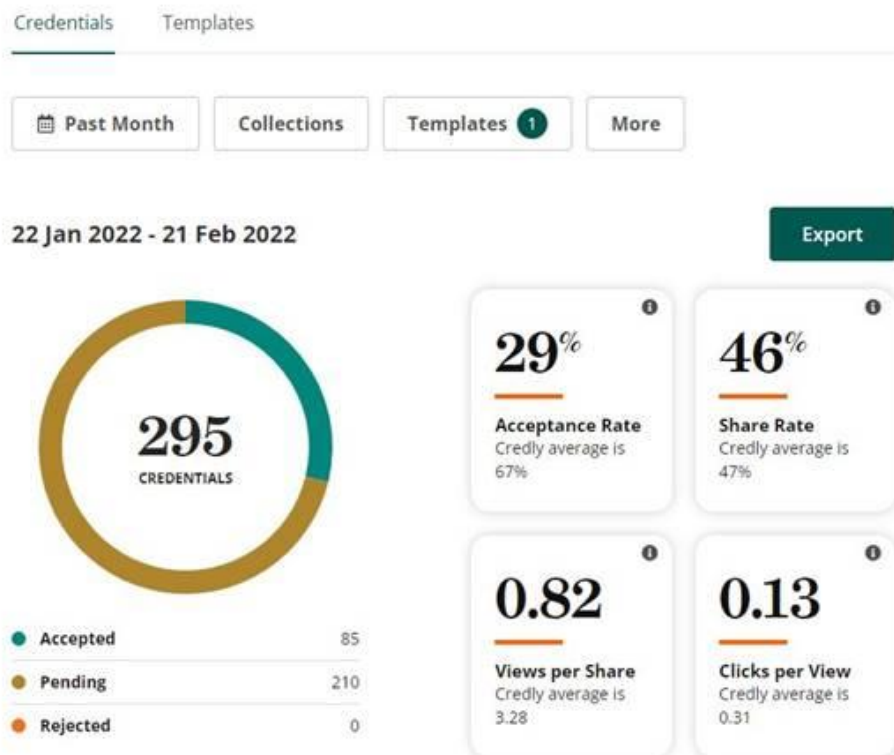 Credentials Templates
Past Month Collections Templates 1 More
22 Jan 2022 - 21 Feb 2022
Export
295
CREDENTIALS
Accepted 85
Pending 210
Rejected 0
29%
Acceptance Rate
Credly average is
67%
46%
Share Rate
Credly average is
47%
0.82
Views per Share
Credly average is
3.28
0.13
Clicks per View
Credly average is
0.31